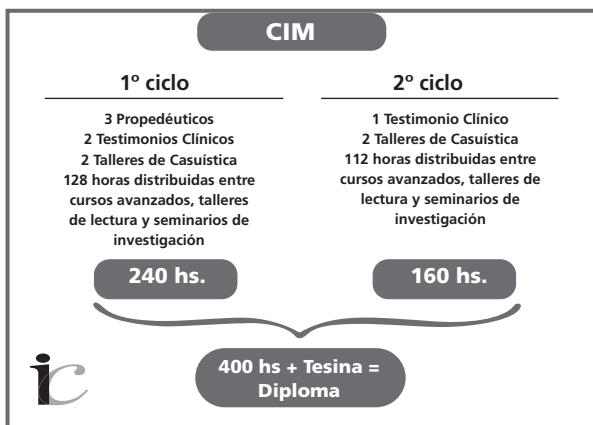 CIM
1º ciclo
3 Propedéuticos
2 Testimonios Clínicos
2 Talleres de Casuística
128 horas distribuidas entre
cursos avanzados, talleres
de lectura y seminarios de
investigación
240 hs.
2º ciclo
1 Testimonio Clínico
2 Talleres de Casuística
112 horas distribuidas entre
cursos avanzados, talleres de
lectura y seminarios de
investigación
160 hs.
400 hs + Tesina =
Diploma
ic